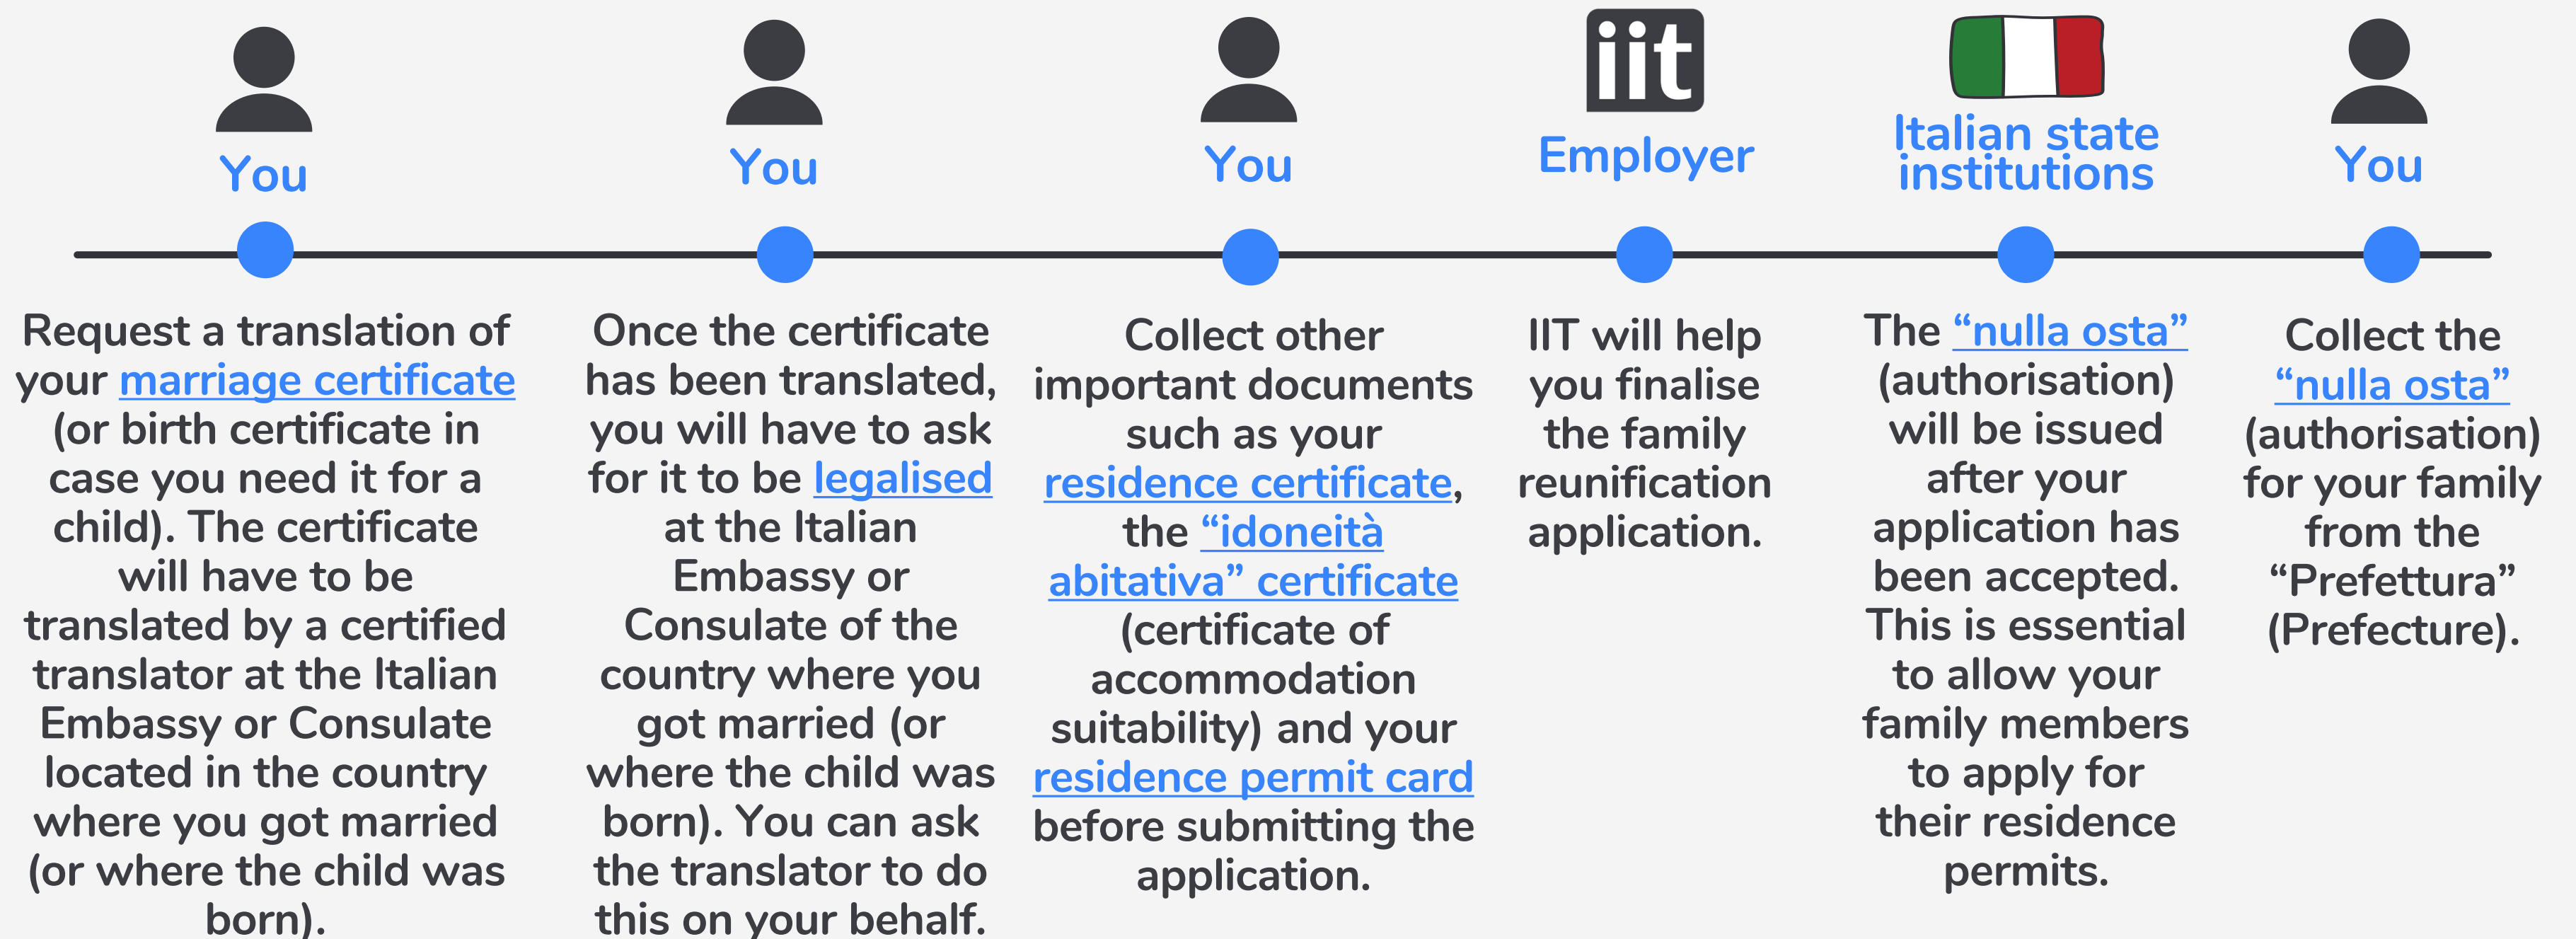 You
Request a translation of
your marriage certificate
(or birth certificate in
case you need it for a
child). The certificate
will have to be
translated by a certified
translator at the Italian
Embassy or Consulate
located in the country
where you got married
(or where the child was
born).
You
Once the certificate
has been translated,
you will have to ask
for it to be legalised
at the Italian
Embassy or
Consulate of the
country where you
got married (or
where the child was
born). You can ask
the translator to do
this on your behalf.
You
Collect other
important documents
such as your
residence certificate,
the “idoneità
abitativa” certificate
(certificate of
accommodation
suitability) and your
residence permit card
before submitting the
application.
iit
Employer
IIT will help
you finalise
the family
reunification
application.
Italian state
institutions
The “nulla osta”
(authorisation)
will be issued
after your
application has
been accepted.
This is essential
to allow your
family members
to apply for
their residence
permits.
You
Collect the
“nulla osta”
(authorisation)
for your family
from the
“Prefettura”
(Prefecture).